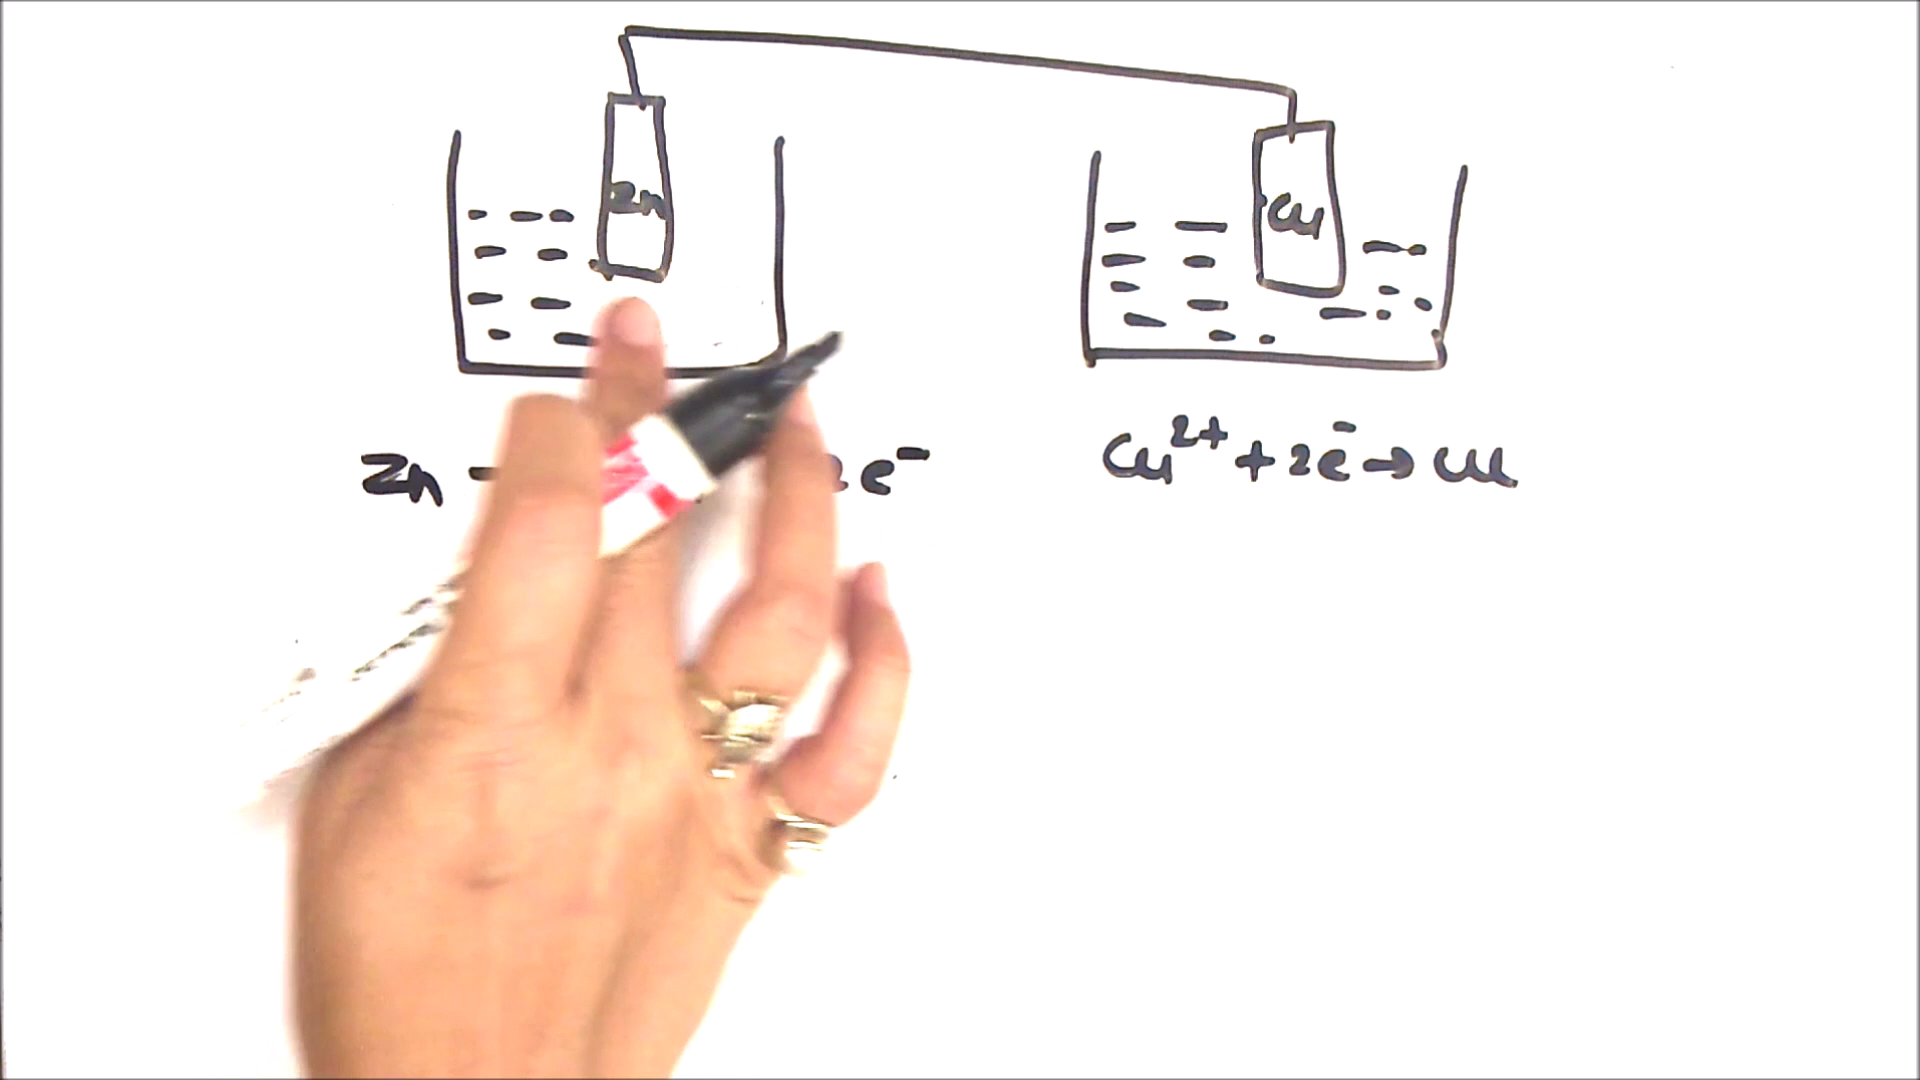 Zn
Cu
Zn - 2e⁻
Cu²⁺ + 2e⁻ → Cu